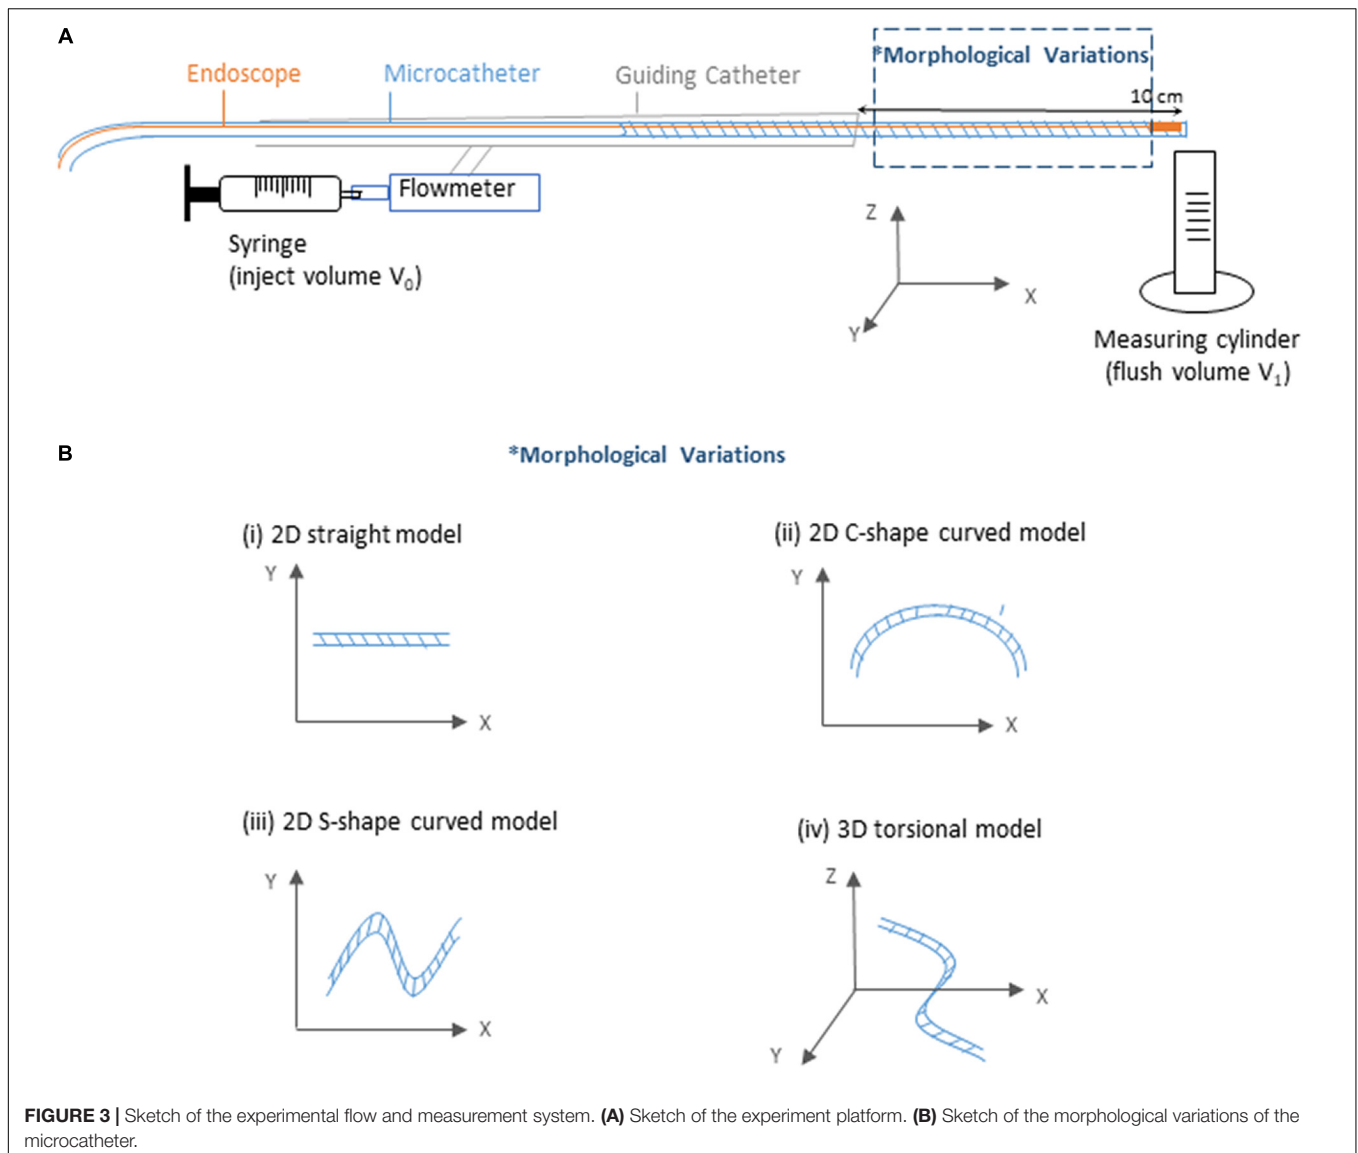 A
Endoscope
Microcatheter
Guiding Catheter
*Morphological Variations
10 cm
Flowmeter
Syringe
(inject volume V₀)
Z
X
Y
Measuring cylinder
(flush volume V₁)
B
*Morphological Variations
(i) 2D straight model
Y
X
(ii) 2D C-shape curved model
Y
X
(iii) 2D S-shape curved model
Y
X
(iv) 3D torsional model
Z
X
Y
FIGURE 3 | Sketch of the experimental flow and measurement system. (A) Sketch of the experiment platform. (B) Sketch of the morphological variations of the
microcatheter.